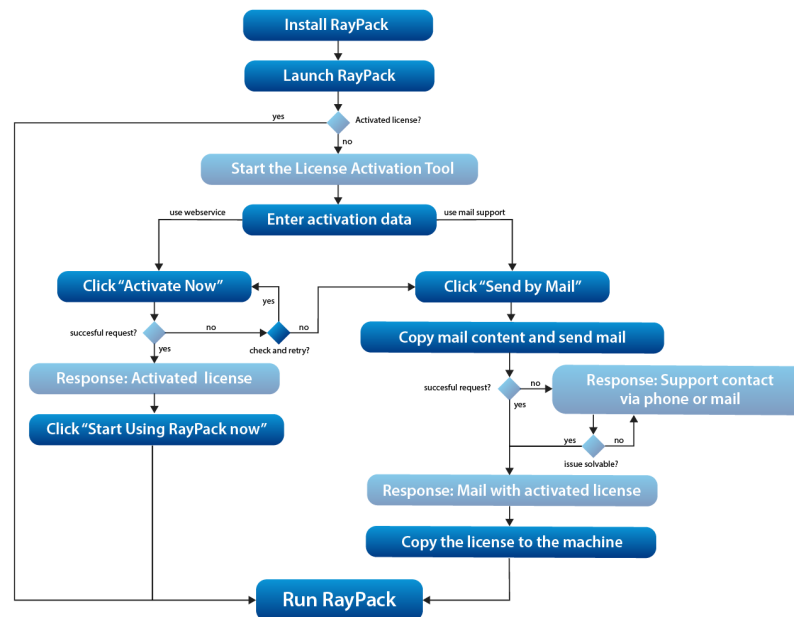 Install RayPack
Launch RayPack
yes
Activated license?
no
Start the License Activation Tool
use webservice
Enter activation data
use mail support
Click “Activate Now”
Click “Send by Mail”
yes
succesful request?
no
no
yes
check and retry?
Copy mail content and send mail
Response: Activated license
succesful request?
no
yes
Response: Support contact
via phone or mail
Click “Start Using RayPack now”
yes
no
issue solvable?
Response: Mail with activated license
Copy the license to the machine
Run RayPack